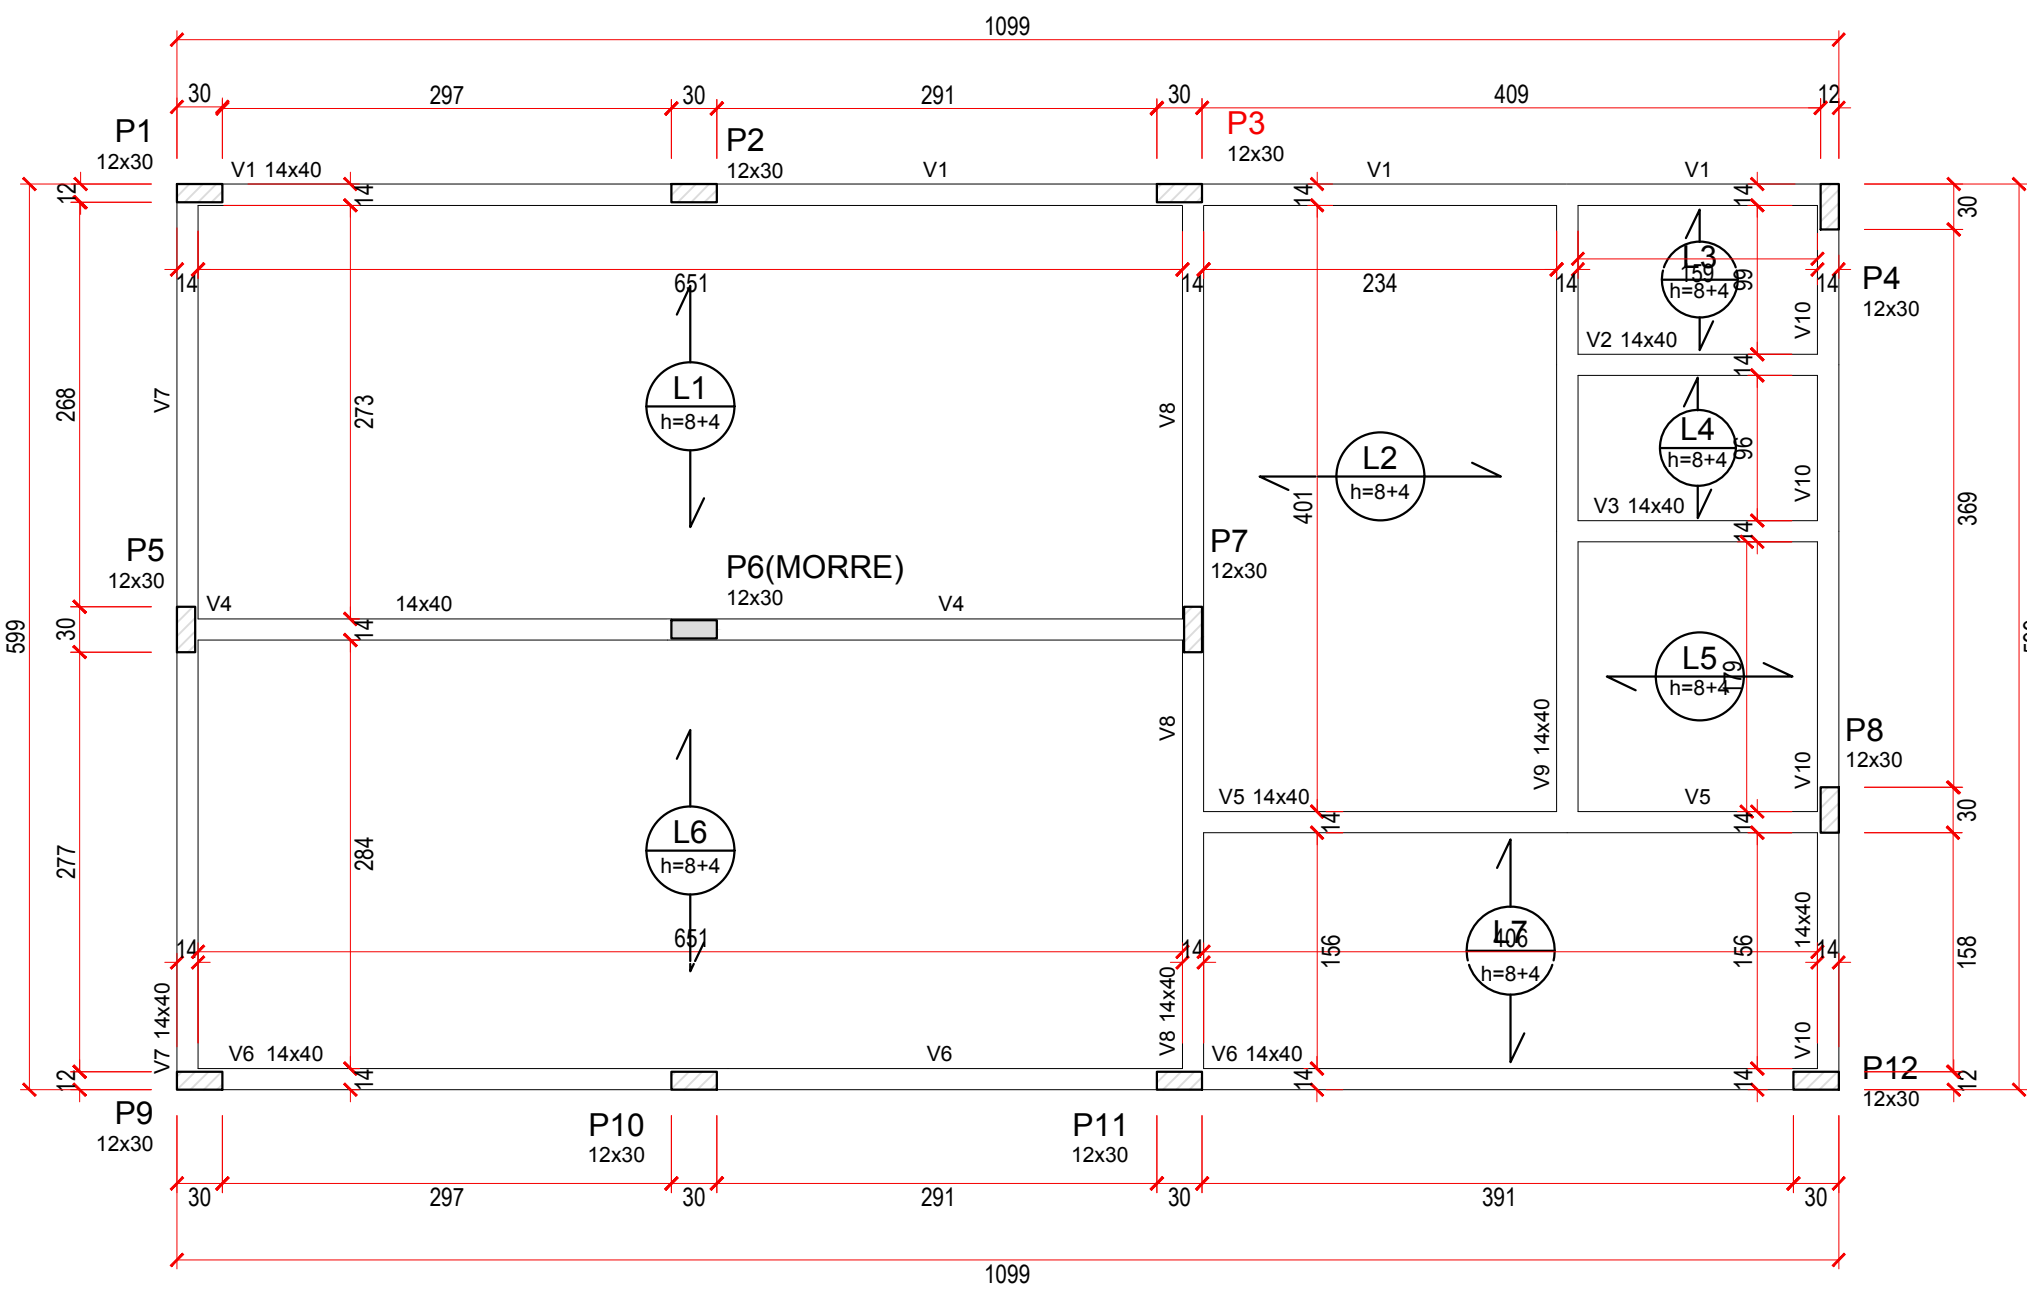 1099
30
297
30
291
30
409
12
P1
12x30
P2
12x30
P3
12x30
V1 14x40
V1
V1
V1
12
14
14
14
30
14
651
14
234
14
L3
159
h=8+4
99
14
P4
12x30
V10
V2 14x40
14
268
V7
273
L1
h=8+4
V8
L2
h=8+4
401
L4
h=8+4
96
V10
V3 14x40
14
369
P5
12x30
P6(MORRE)
12x30
P7
12x30
V4
14x40
V4
599
30
14
L5
h=8+4
179
V8
V9 14x40
V10
P8
12x30
V5 14x40
V5
14
14
30
277
284
L6
h=8+4
L7
406
h=8+4
156
156
14x40
158
14
651
14
14
V7 14x40
V8 14x40
V10
V6 14x40
V6
V6 14x40
12
14
14
14
12
P9
12x30
P10
12x30
P11
12x30
P12
12x30
30
297
30
291
30
391
30
1099